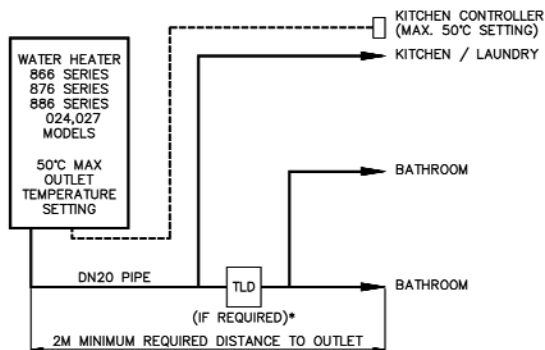 WATER HEATER
866 SERIES
876 SERIES
886 SERIES
024,027
MODELS
50°C MAX
OUTLET
TEMPERATURE
SETTING
KITCHEN CONTROLLER
(MAX. 50°C SETTING)
KITCHEN / LAUNDRY
BATHROOM
DN20 PIPE
TLD
BATHROOM
(IF REQUIRED)*
2M MINIMUM REQUIRED DISTANCE TO OUTLET